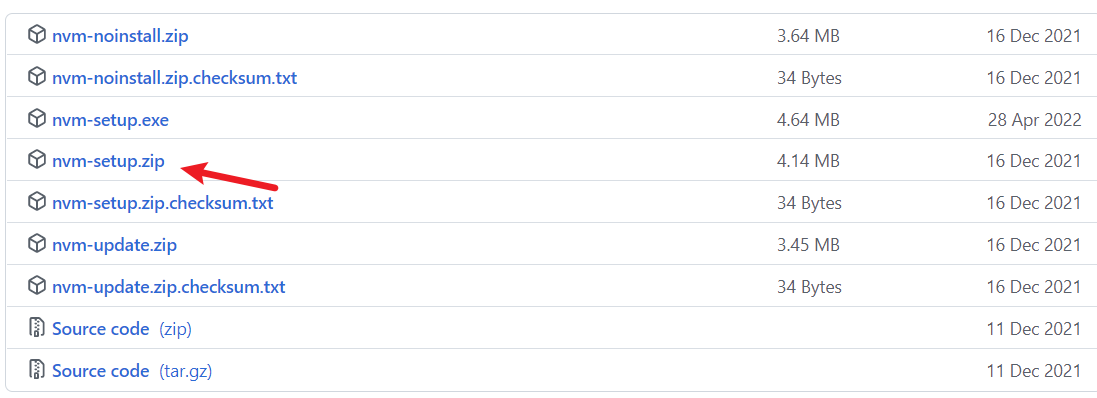 nvm-noinstall.zip 3.64 MB 16 Dec 2021
nvm-noinstall.zip.checksum.txt 34 Bytes 16 Dec 2021
nvm-setup.exe 4.64 MB 28 Apr 2022
nvm-setup.zip 4.14 MB 16 Dec 2021
nvm-setup.zip.checksum.txt 34 Bytes 16 Dec 2021
nvm-update.zip 3.45 MB 16 Dec 2021
nvm-update.zip.checksum.txt 34 Bytes 16 Dec 2021
Source code (zip) 11 Dec 2021
Source code (tar.gz) 11 Dec 2021